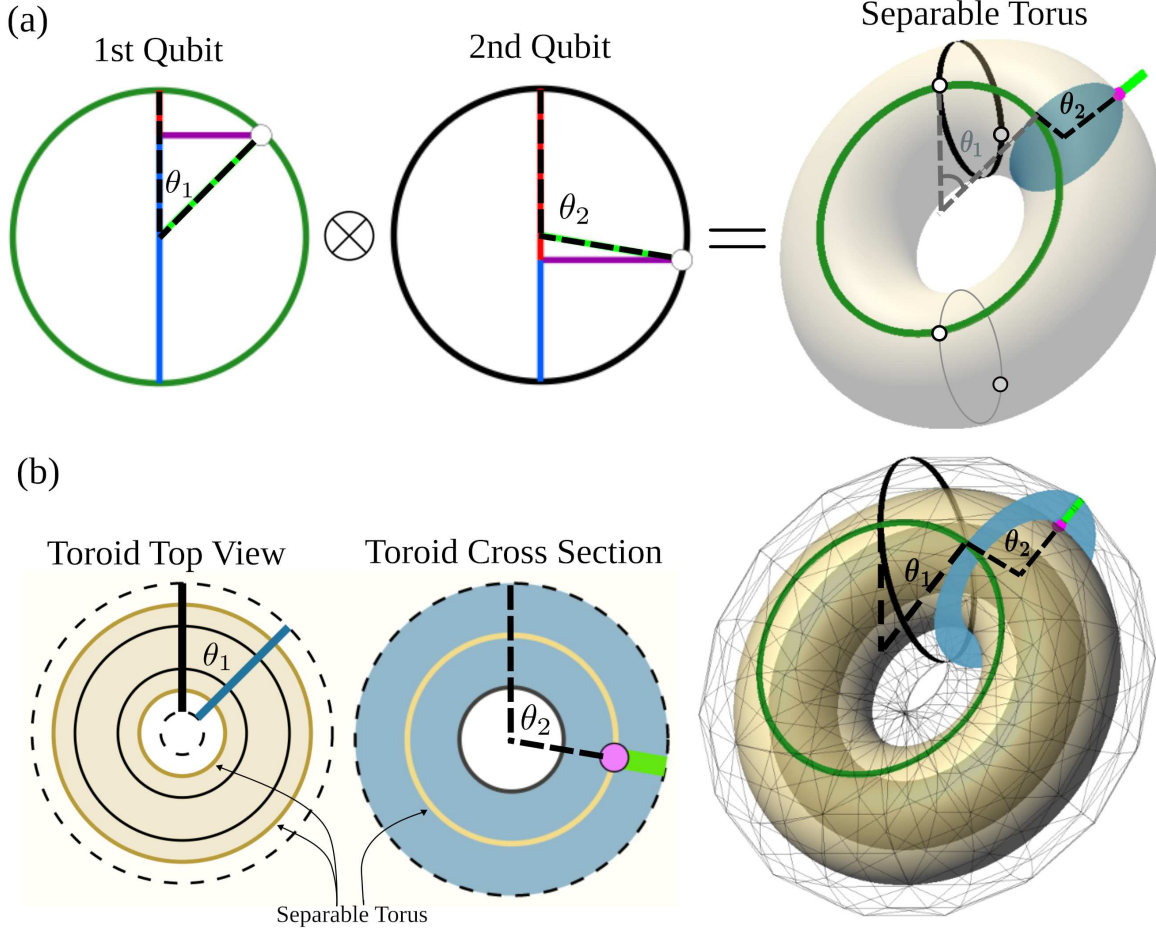 (a)
1st Qubit
2nd Qubit
Separable Torus
θ₁
θ₂
θ₁
θ₂
(b)
Toroid Top View
Toroid Cross Section
θ₁
θ₂
θ₁
θ₂
Separable Torus